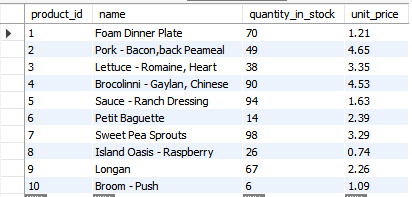 product_id name quantity_in_stock unit_price
1 Foam Dinner Plate 70 1.21
2 Pork - Bacon,back Peameal 49 4.65
3 Lettuce - Romaine, Heart 38 3.35
4 Brocolinni - Gaylan, Chinese 90 4.53
5 Sauce - Ranch Dressing 94 1.63
6 Petit Baguette 14 2.39
7 Sweet Pea Sprouts 98 3.29
8 Island Oasis - Raspberry 26 0.74
9 Longan 67 2.26
10 Broom - Push 6 1.09